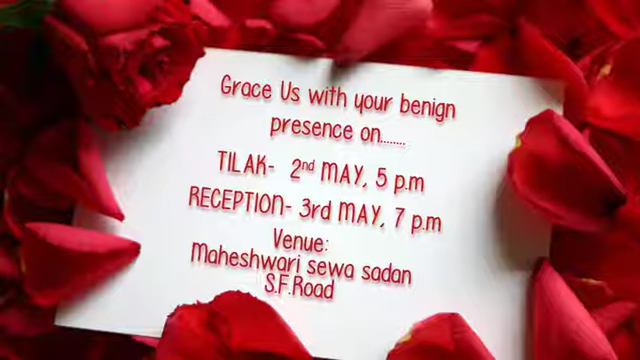 Grace Us with your benign
presence on........
TILAK- 2nd MAY, 5 p.m
RECEPTION- 3rd MAY, 7 p.m
Venue:
Maheshwari sewa sadan
S.F.Road